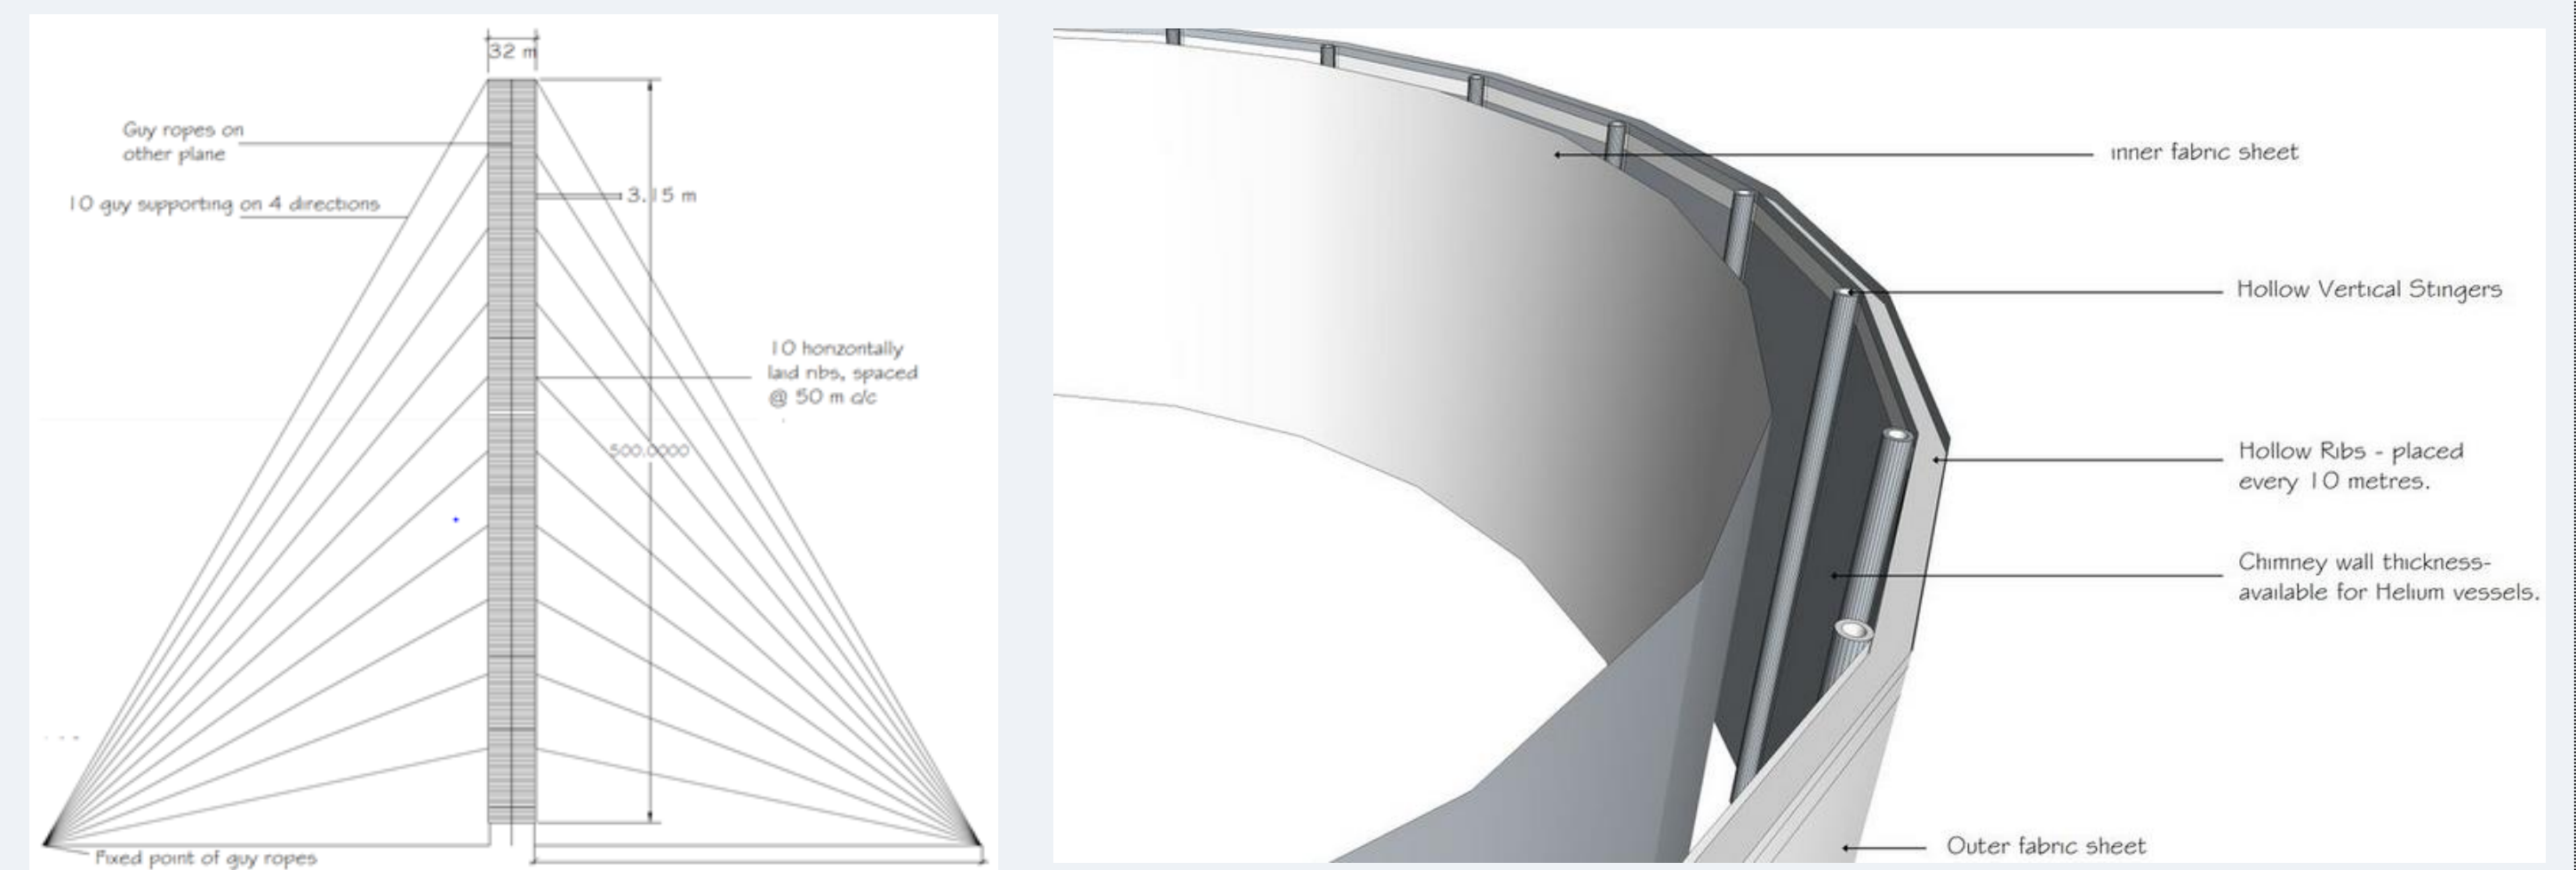 32 m
Guy ropes on
other plane
10 guy supporting on 4 directions
3.15 m
10 horizontally
laid ribs, spaced
@ 50 m c/c
500.0000
Fixed point of guy ropes
inner fabric sheet
Hollow Vertical Stingers
Hollow Ribs - placed
every 10 metres.
Chimney wall thickness-
available for Helium vessels.
Outer fabric sheet